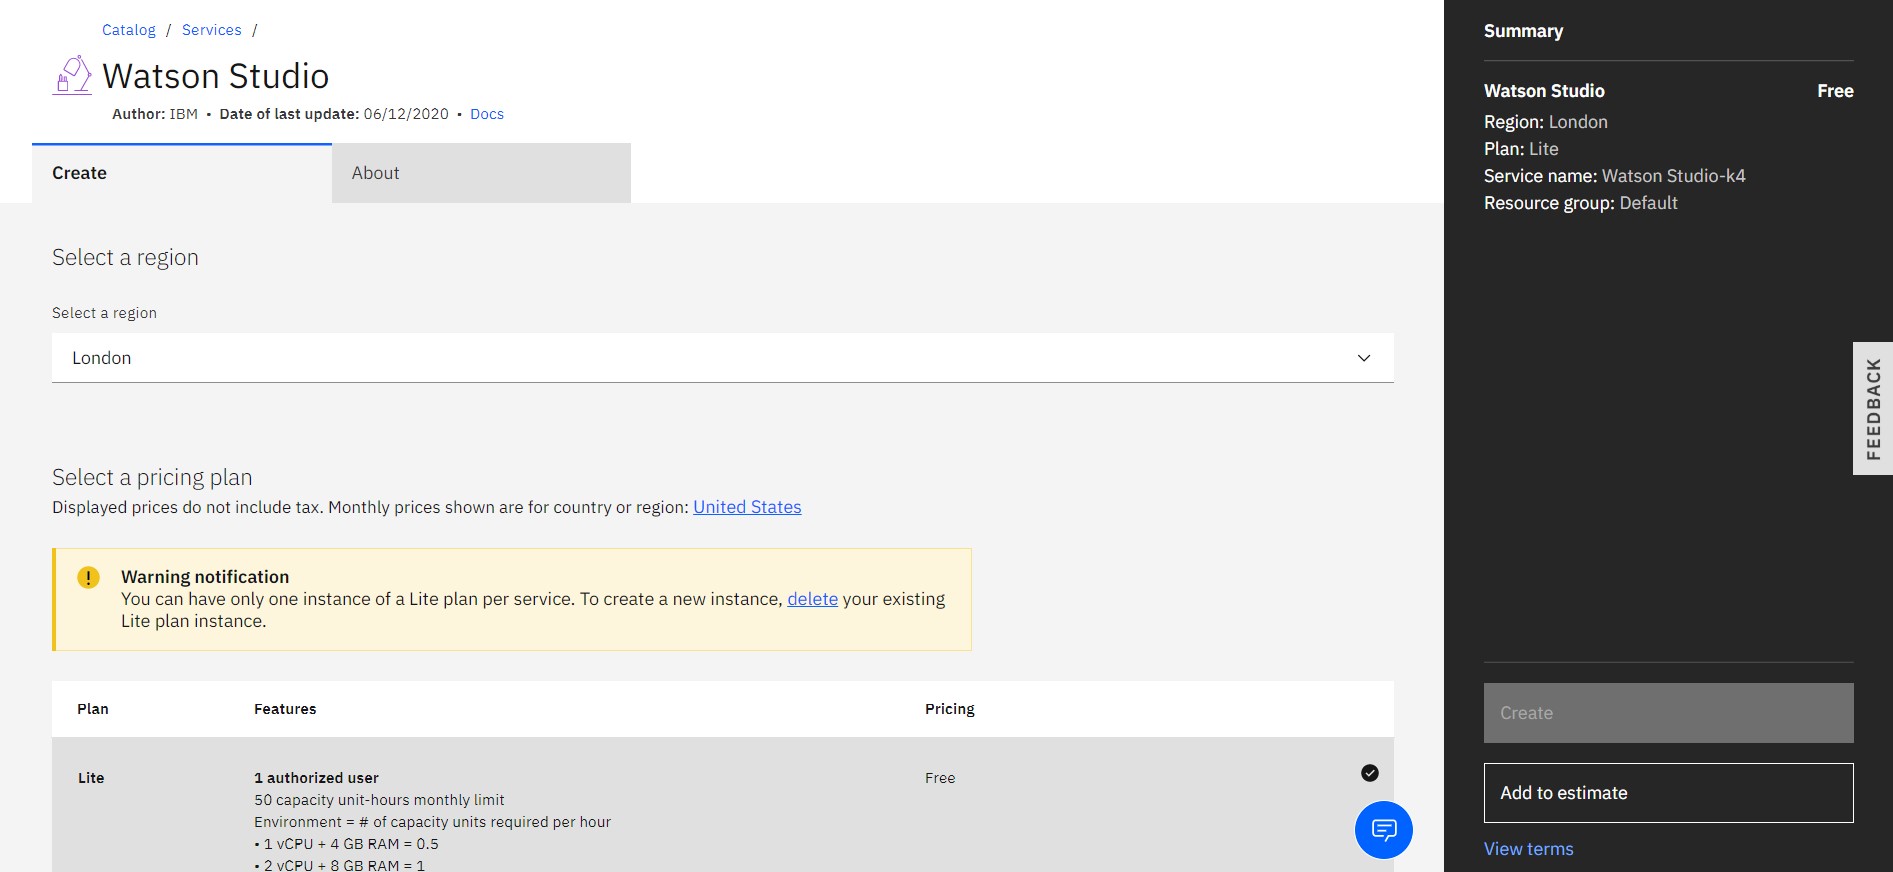 Catalog / Services /
Watson Studio
Author: IBM • Date of last update: 06/12/2020 • Docs
Create
About
Select a region
Select a region
London
Select a pricing plan
Displayed prices do not include tax. Monthly prices shown are for country or region: United States
Warning notification
You can have only one instance of a Lite plan per service. To create a new instance, delete your existing
Lite plan instance.
Plan Features Pricing
Lite 1 authorized user Free
50 capacity unit-hours monthly limit
Environment = # of capacity units required per hour
• 1 vCPU + 4 GB RAM = 0.5
• 2 vCPU + 8 GB RAM = 1
Summary
Watson Studio Free
Region: London
Plan: Lite
Service name: Watson Studio-k4
Resource group: Default
FEEDBACK
Create
Add to estimate
View terms